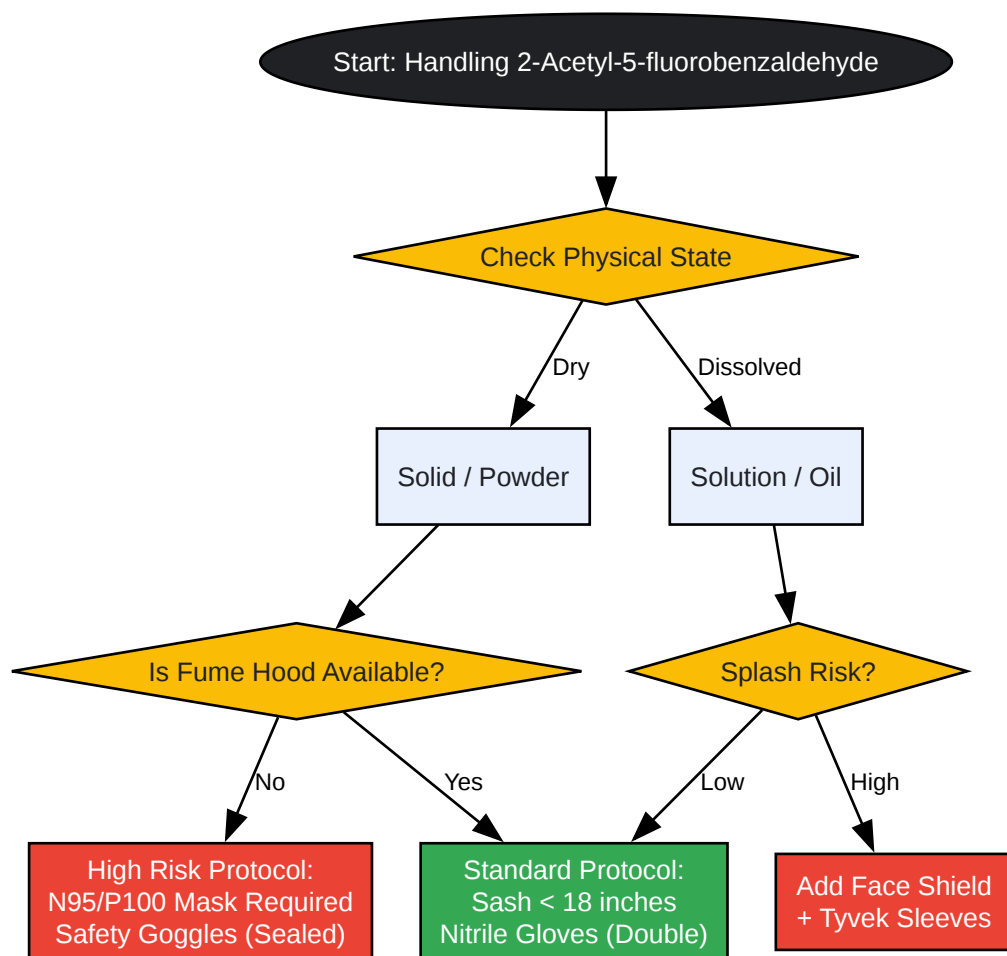 Start: Handling 2-Acetyl-5-fluorobenzaldehyde
Check Physical State
Dry
Dissolved
Solid / Powder
Solution / Oil
Is Fume Hood Available?
Splash Risk?
No
Yes
Low
High
High Risk Protocol:
N95/P100 Mask Required
Safety Goggles (Sealed)
Standard Protocol:
Sash < 18 inches
Nitrile Gloves (Double)
Add Face Shield
+ Tyvek Sleeves